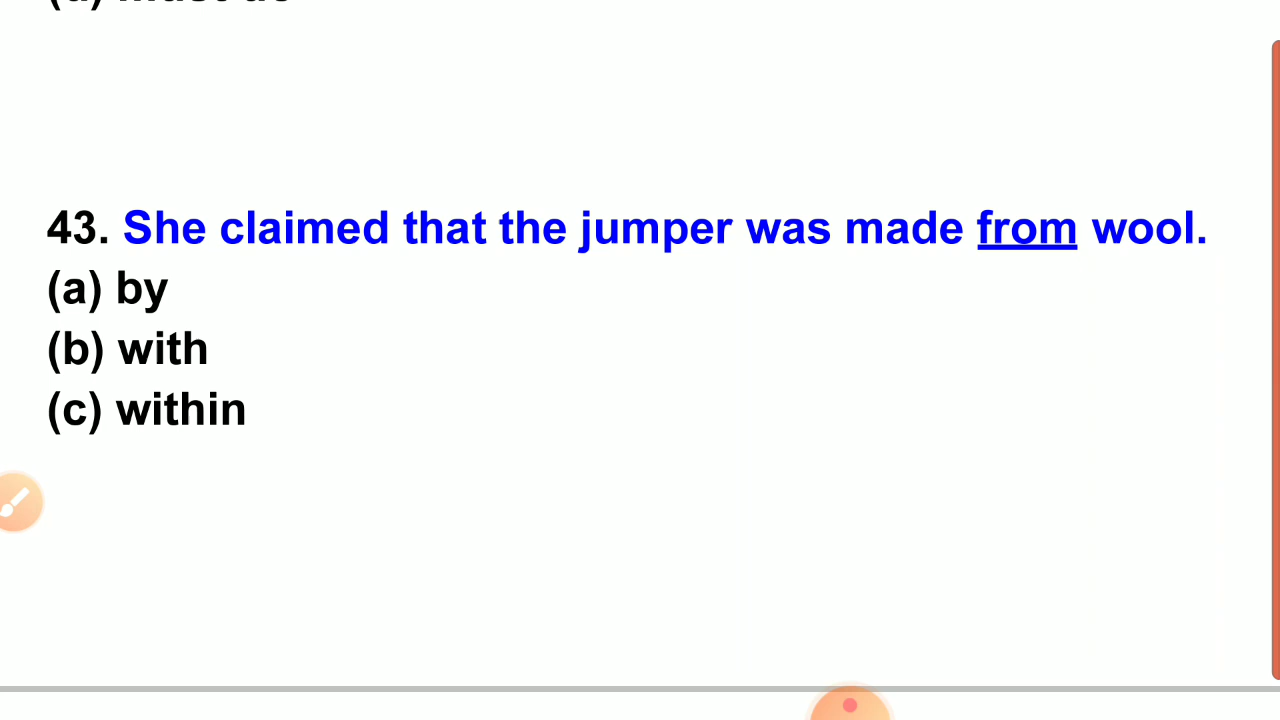 43. She claimed that the jumper was made from wool.
(a) by
(b) with
(c) within